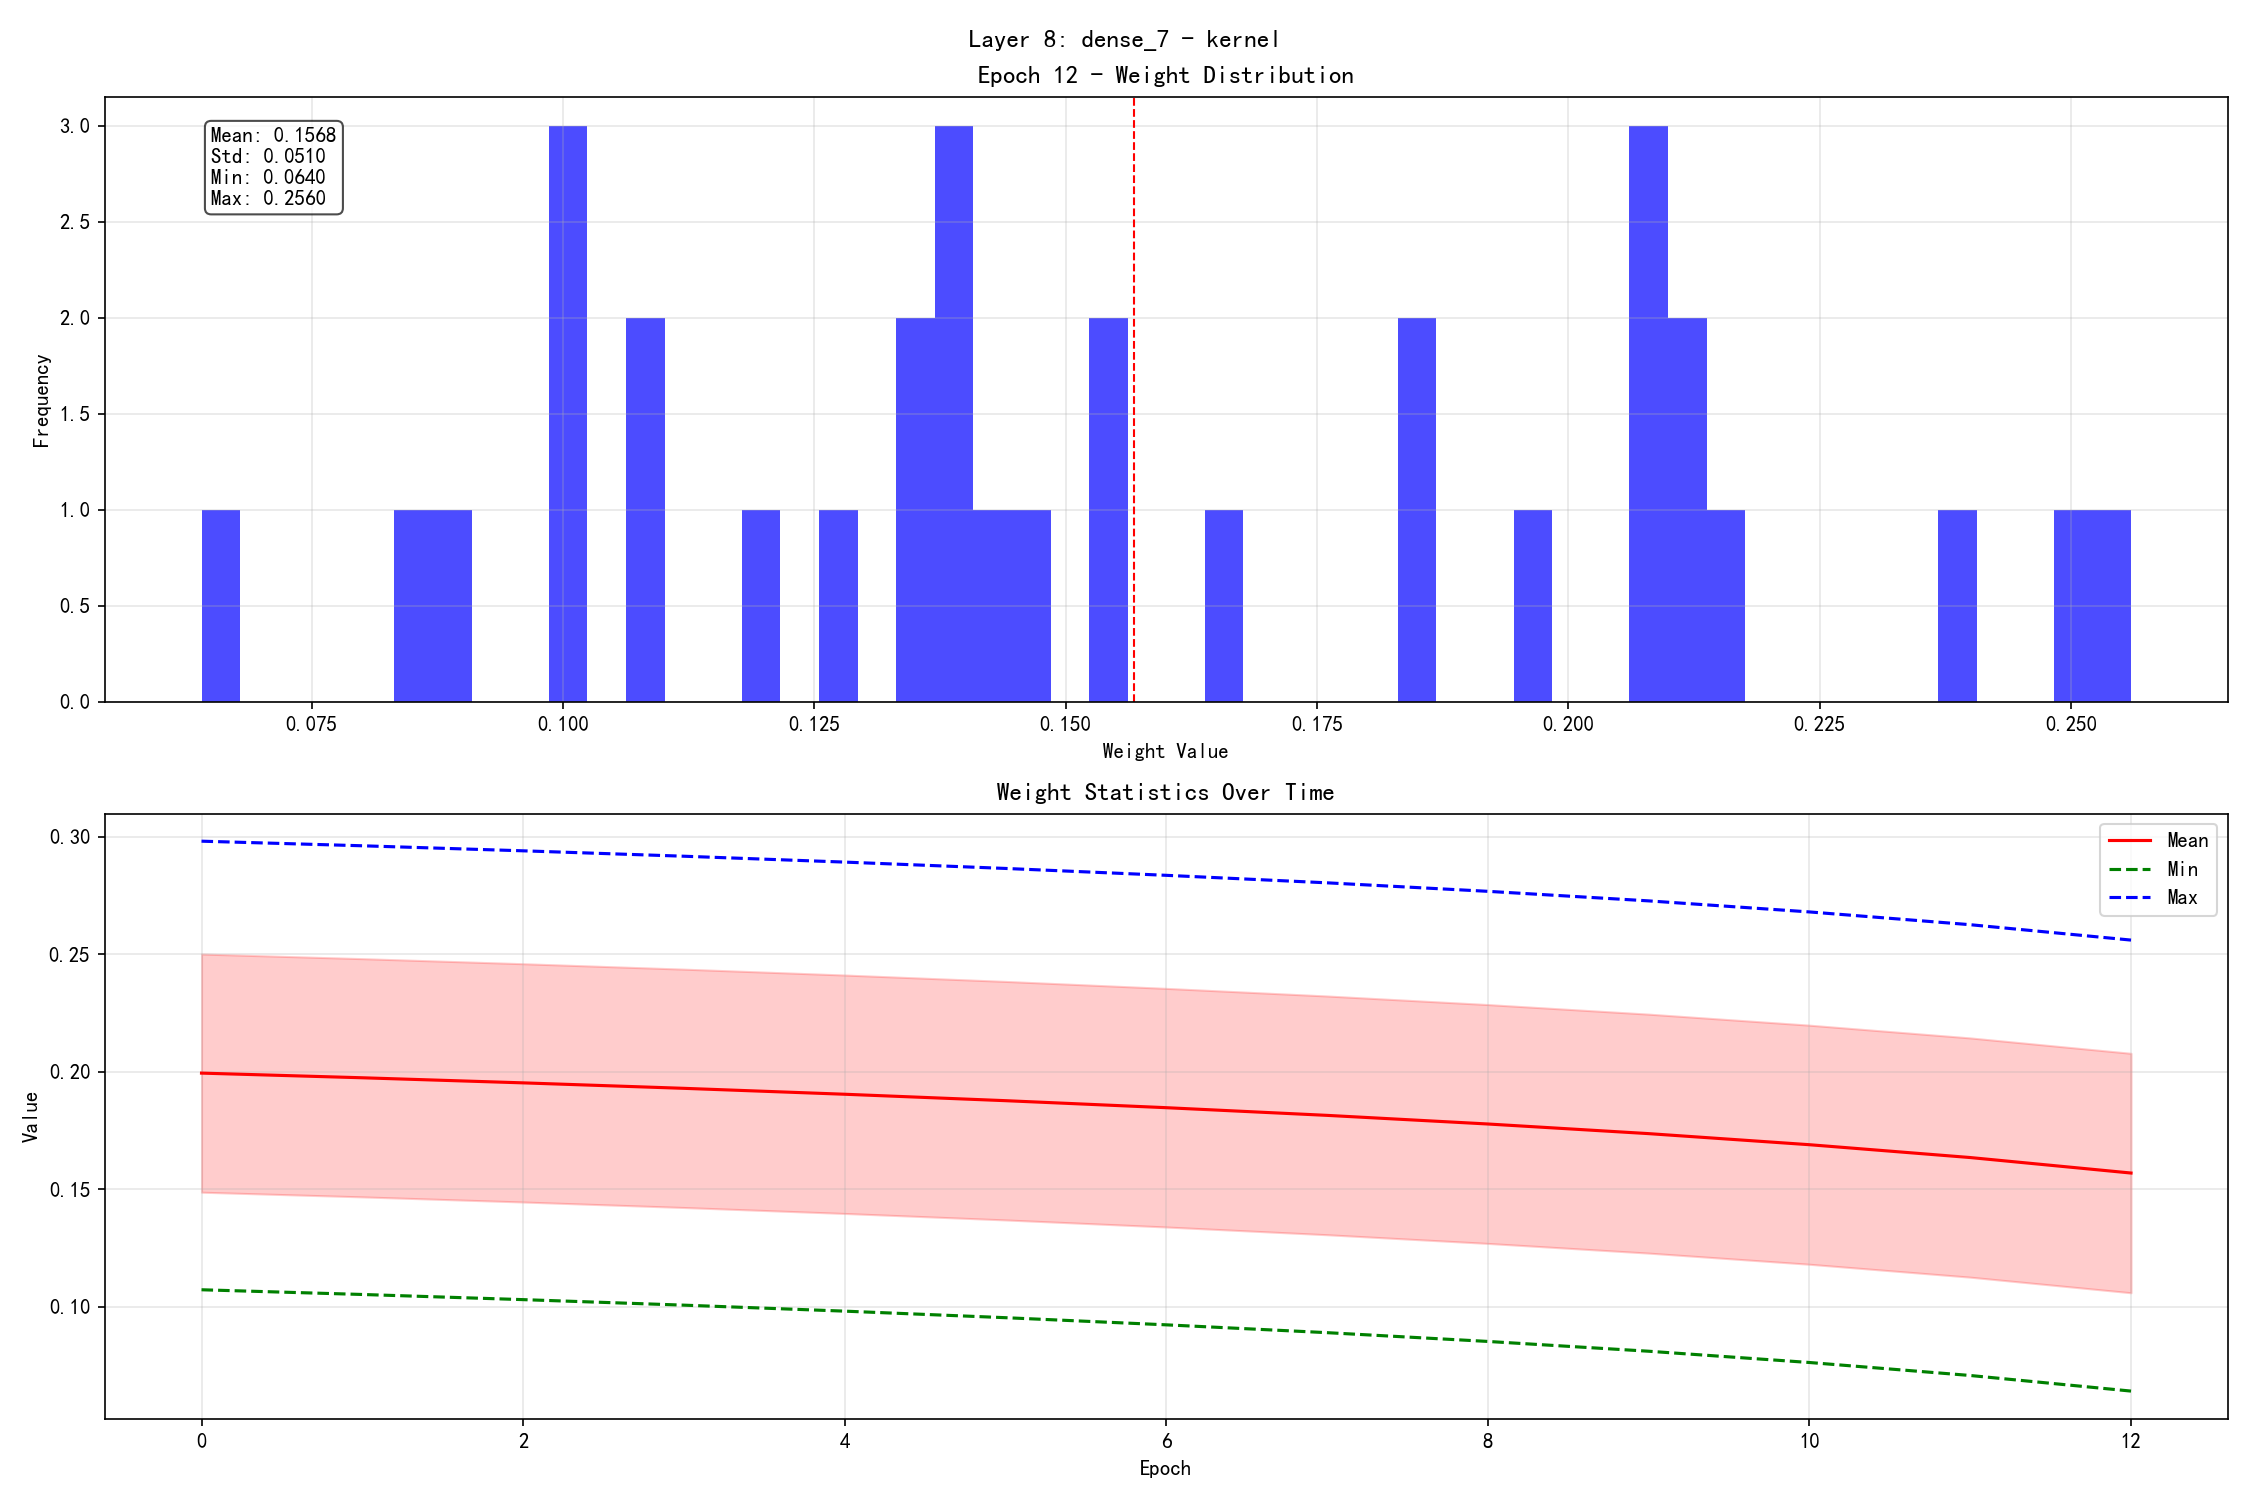 Layer 8: dense_7 - kernel
Epoch 12 - Weight Distribution
Mean: 0.1568
Std: 0.0510
Min: 0.0640
Max: 0.2560
3.0
2.5
2.0
1.5
1.0
0.5
0.0
Frequency
0.075 0.100 0.125 0.150 0.175 0.200 0.225 0.250
Weight Value
Weight Statistics Over Time
Mean
Min
Max
0.30
0.25
0.20
0.15
0.10
Value
0 2 4 6 8 10 12
Epoch